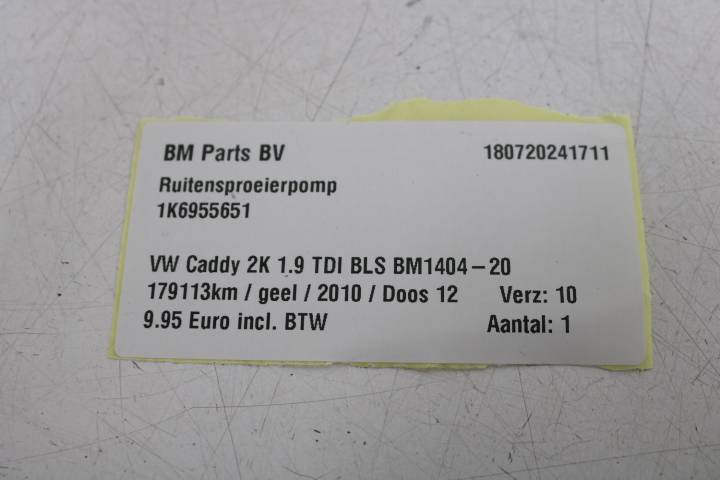 BM Parts BV 180720241711
Ruitensproeierpomp
1K6955651
VW Caddy 2K 1.9 TDI BLS BM1404-20
179113km / geel / 2010 / Doos 12 Verz: 10
9.95 Euro incl. BTW Aantal: 1